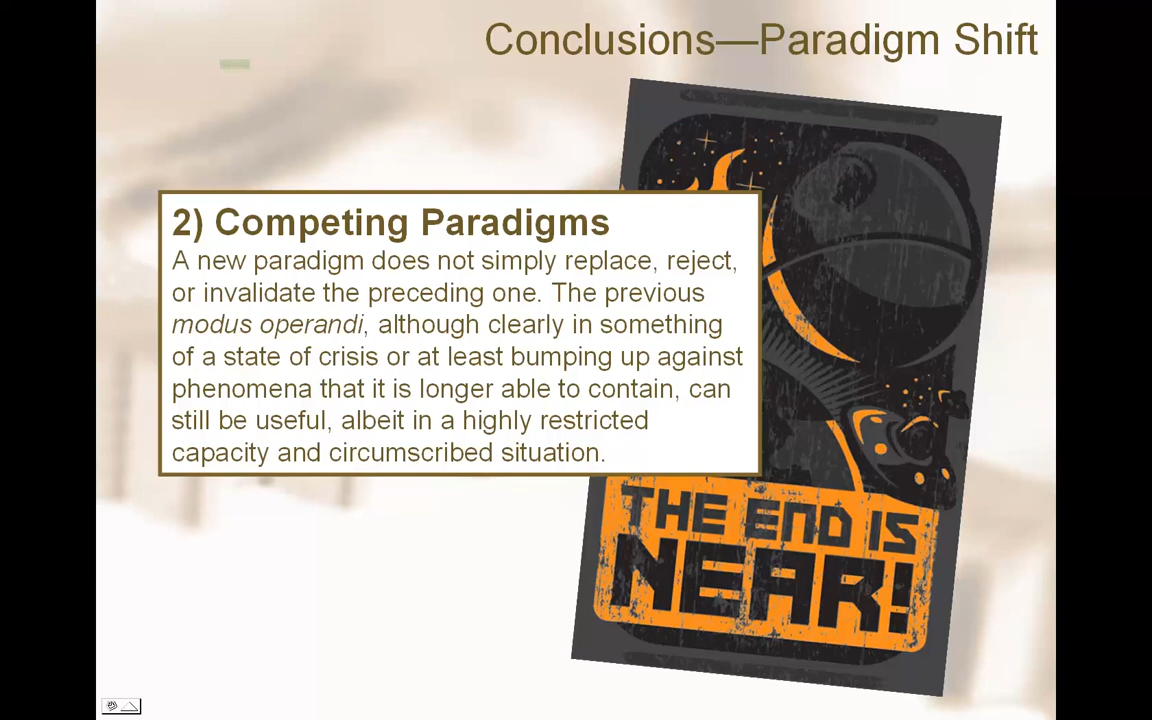 Conclusions—Paradigm Shift
2) Competing Paradigms
A new paradigm does not simply replace, reject,
or invalidate the preceding one. The previous
modus operandi, although clearly in something
of a state of crisis or at least bumping up against
phenomena that it is longer able to contain, can
still be useful, albeit in a highly restricted
capacity and circumscribed situation.
THE END IS
NEAR!